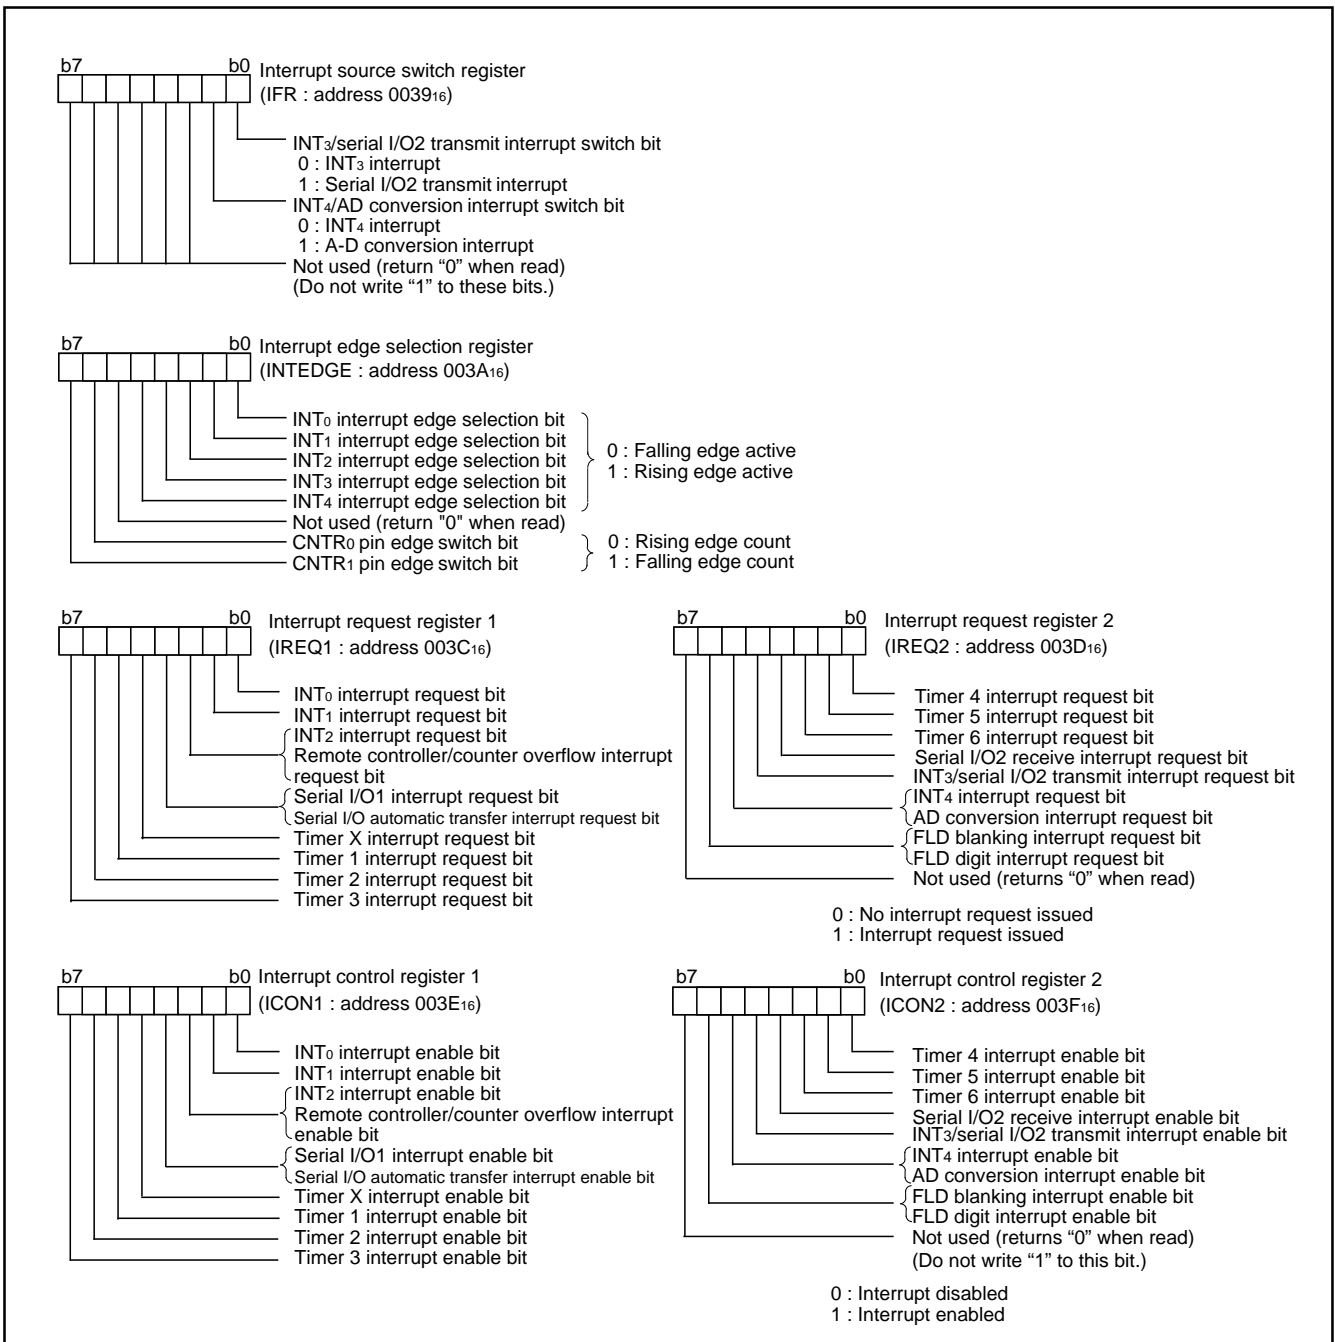 b7 b0 Interrupt source switch register
(IFR : address 0039₁₆)
INT₃/serial I/O2 transmit interrupt switch bit
0 : INT₃ interrupt
1 : Serial I/O2 transmit interrupt
INT₄/AD conversion interrupt switch bit
0 : INT₄ interrupt
1 : A-D conversion interrupt
Not used (return “0” when read)
(Do not write “1” to these bits.)
b7 b0 Interrupt edge selection register
(INTEDGE : address 003A₁₆)
INT₀ interrupt edge selection bit
INT₁ interrupt edge selection bit
INT₂ interrupt edge selection bit
INT₃ interrupt edge selection bit
INT₄ interrupt edge selection bit
0 : Falling edge active
1 : Rising edge active
Not used (return "0" when read)
CNTR₀ pin edge switch bit
CNTR₁ pin edge switch bit
0 : Rising edge count
1 : Falling edge count
b7 b0 Interrupt request register 1
(IREQ1 : address 003C₁₆)
INT₀ interrupt request bit
INT₁ interrupt request bit
INT₂ interrupt request bit
Remote controller/counter overflow interrupt
request bit
Serial I/O1 interrupt request bit
Serial I/O automatic transfer interrupt request bit
Timer X interrupt request bit
Timer 1 interrupt request bit
Timer 2 interrupt request bit
Timer 3 interrupt request bit
b7 b0 Interrupt request register 2
(IREQ2 : address 003D₁₆)
Timer 4 interrupt request bit
Timer 5 interrupt request bit
Timer 6 interrupt request bit
Serial I/O2 receive interrupt request bit
INT₃/serial I/O2 transmit interrupt request bit
INT₄ interrupt request bit
AD conversion interrupt request bit
FLD blanking interrupt request bit
FLD digit interrupt request bit
Not used (returns “0” when read)
0 : No interrupt request issued
1 : Interrupt request issued
b7 b0 Interrupt control register 1
(ICON1 : address 003E₁₆)
INT₀ interrupt enable bit
INT₁ interrupt enable bit
INT₂ interrupt enable bit
Remote controller/counter overflow interrupt
enable bit
Serial I/O1 interrupt enable bit
Serial I/O automatic transfer interrupt enable bit
Timer X interrupt enable bit
Timer 1 interrupt enable bit
Timer 2 interrupt enable bit
Timer 3 interrupt enable bit
b7 b0 Interrupt control register 2
(ICON2 : address 003F₁₆)
Timer 4 interrupt enable bit
Timer 5 interrupt enable bit
Timer 6 interrupt enable bit
Serial I/O2 receive interrupt enable bit
INT₃/serial I/O2 transmit interrupt enable bit
INT₄ interrupt enable bit
AD conversion interrupt enable bit
FLD blanking interrupt enable bit
FLD digit interrupt enable bit
Not used (returns “0” when read)
(Do not write “1” to this bit.)
0 : Interrupt disabled
1 : Interrupt enabled